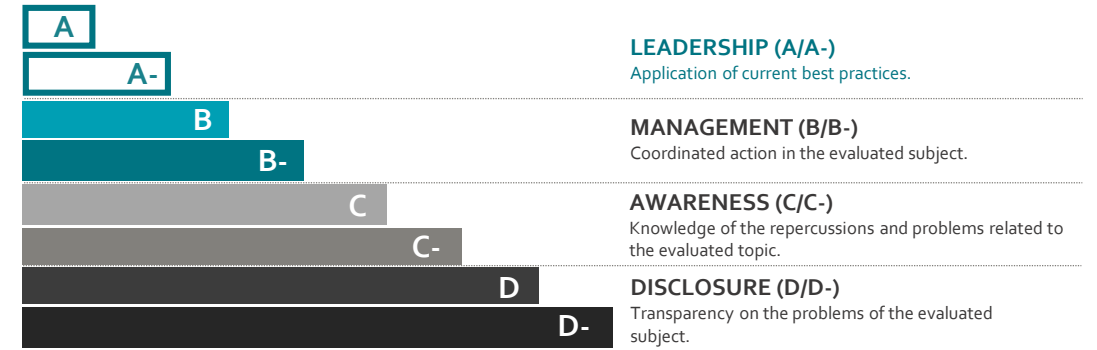 A
A-
LEADERSHIP (A/A-)
Application of current best practices.
B
B-
MANAGEMENT (B/B-)
Coordinated action in the evaluated subject.
C
C-
AWARENESS (C/C-)
Knowledge of the repercussions and problems related to
the evaluated topic.
D
D-
DISCLOSURE (D/D-)
Transparency on the problems of the evaluated
subject.